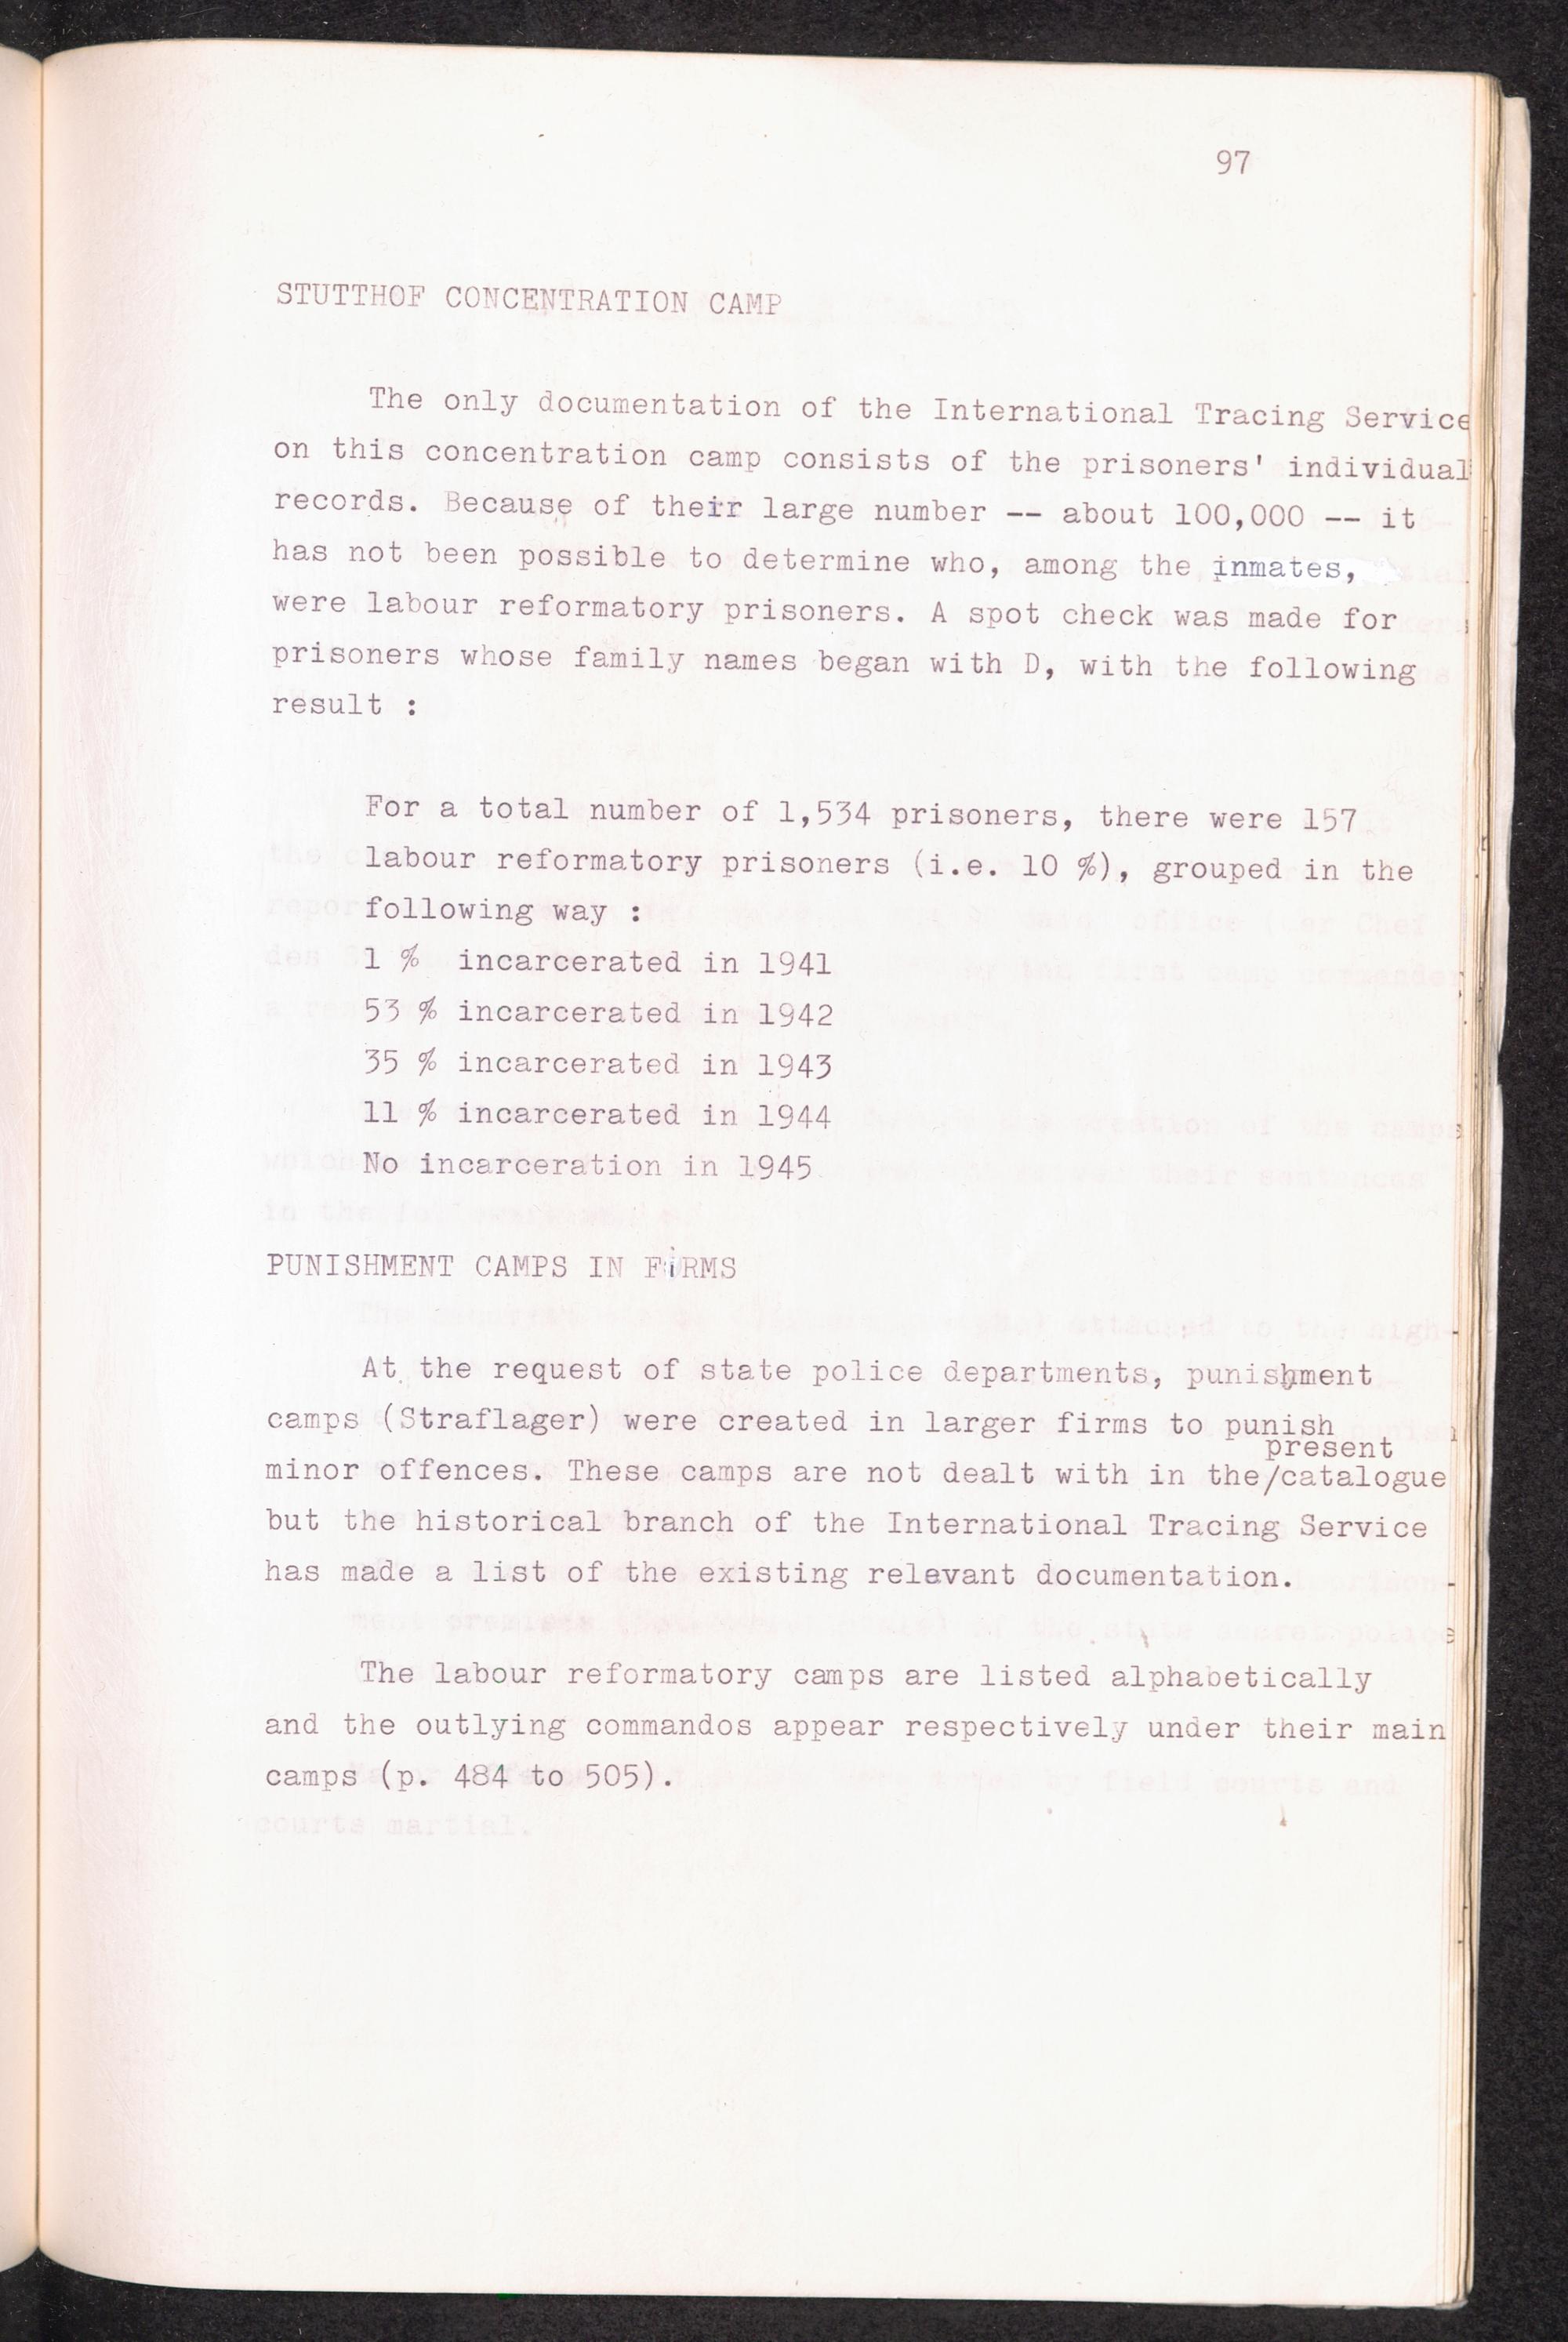 97
STUTTHOF CONCENTRATION CAMP
The only documentation of the International Tracing Service
on this concentration camp consists of the prisoners' individual
records. Because of their large number -- about 100,000 -- it
has not been possible to determine who, among the inmates,
were labour reformatory prisoners. A spot check was made for
prisoners whose family names began with D, with the following
result :
For a total number of 1,534 prisoners, there were 157
labour reformatory prisoners (i.e. 10 %), grouped in the
following way :
1 % incarcerated in 1941
53 % incarcerated in 1942
35 % incarcerated in 1943
11 % incarcerated in 1944
No incarceration in 1945
PUNISHMENT CAMPS IN FiRMS
At the request of state police departments, punishment
camps (Straflager) were created in larger firms to punish
present
minor offences. These camps are not dealt with in the/catalogue
but the historical branch of the International Tracing Service
has made a list of the existing relevant documentation.
The labour reformatory camps are listed alphabetically
and the outlying commandos appear respectively under their main
camps (p. 484 to 505).